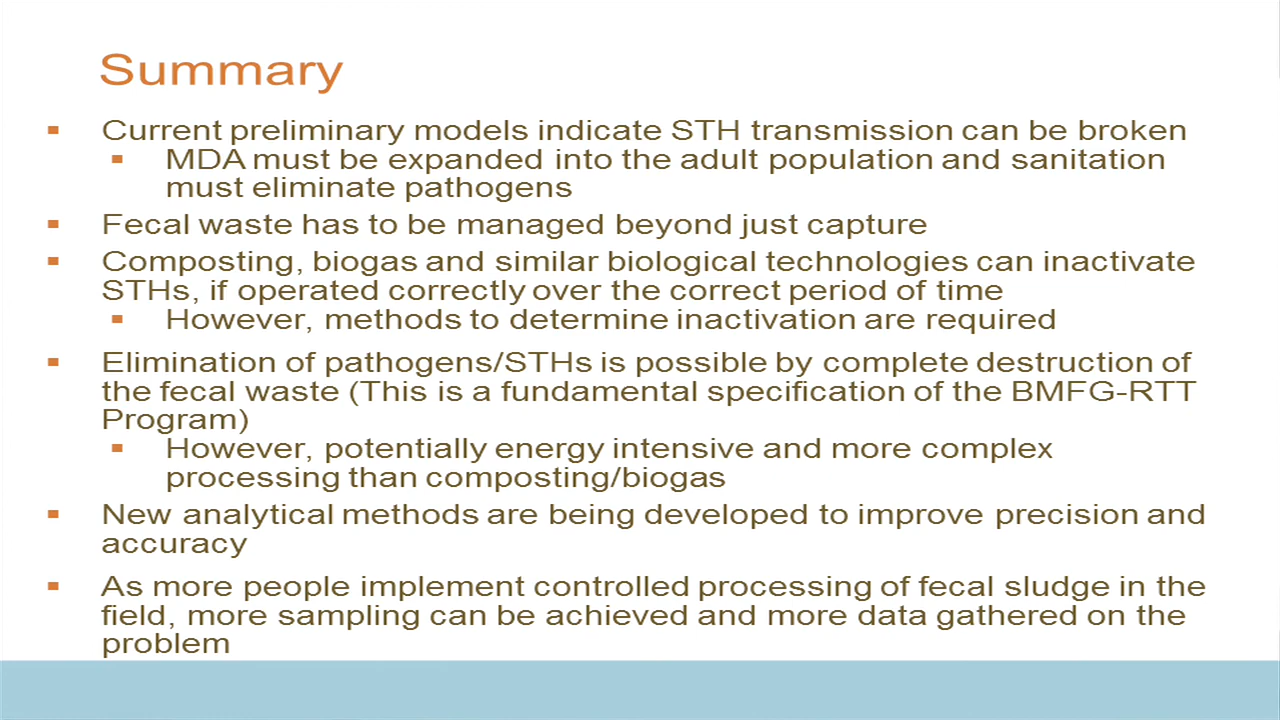 Summary
Current preliminary models indicate STH transmission can be broken
MDA must be expanded into the adult population and sanitation
must eliminate pathogens
Fecal waste has to be managed beyond just capture
Composting, biogas and similar biological technologies can inactivate
STHs, if operated correctly over the correct period of time
However, methods to determine inactivation are required
Elimination of pathogens/STHs is possible by complete destruction of
the fecal waste (This is a fundamental specification of the BMFG-RTT
Program)
However, potentially energy intensive and more complex
processing than composting/biogas
New analytical methods are being developed to improve precision and
accuracy
As more people implement controlled processing of fecal sludge in the
field, more sampling can be achieved and more data gathered on the
problem